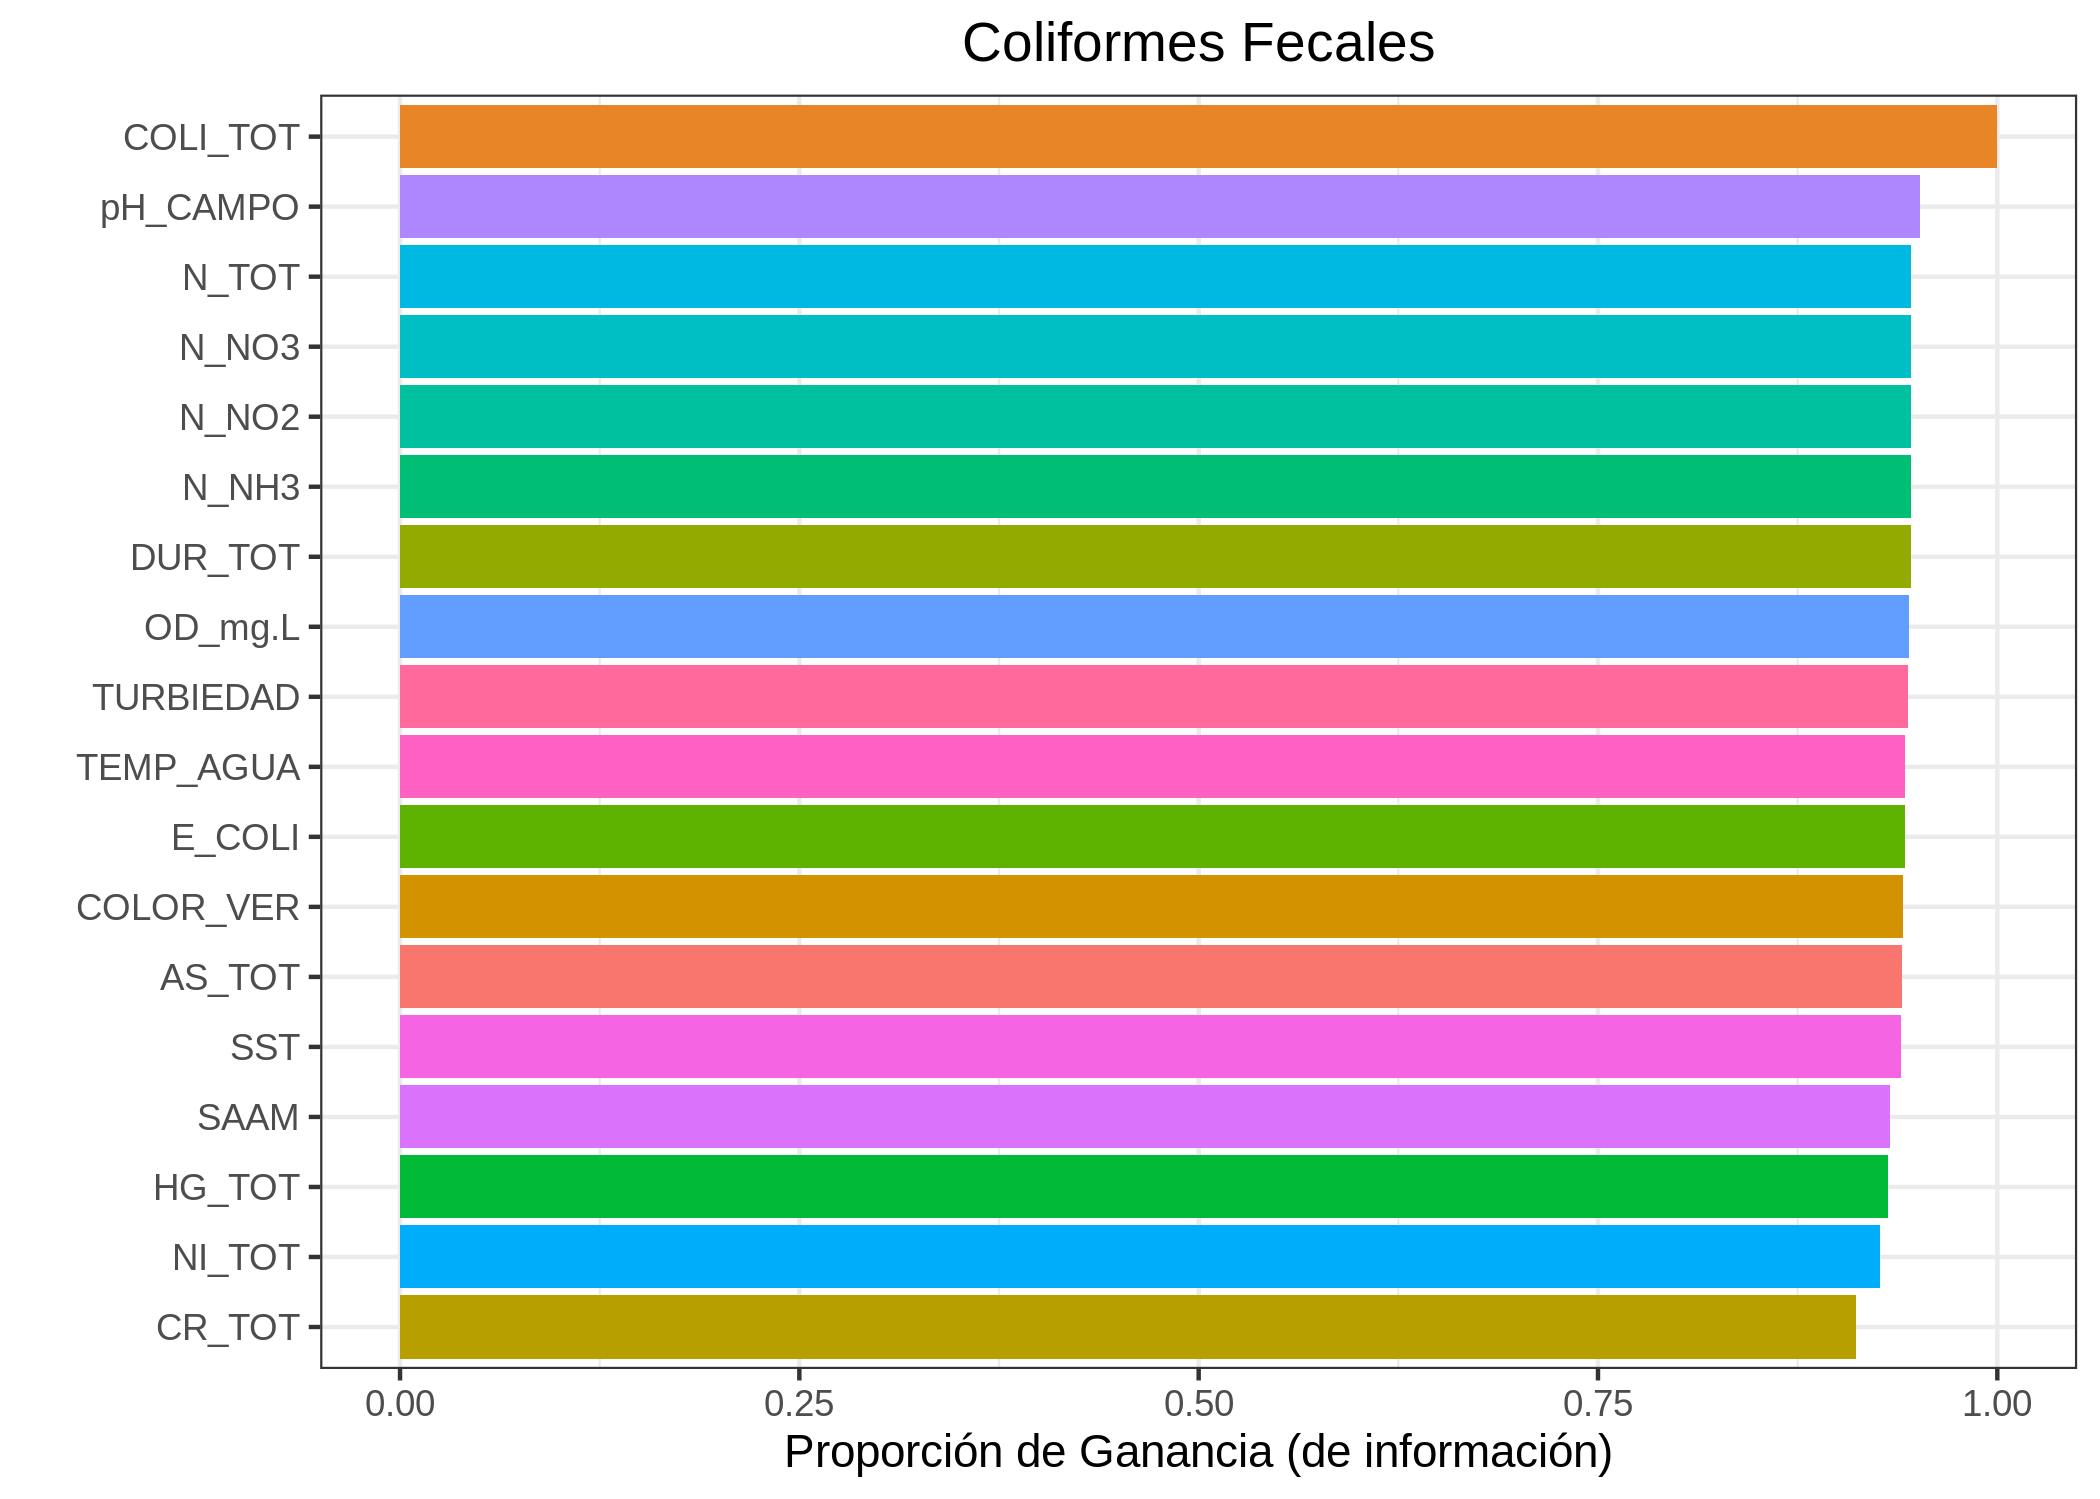 Coliformes Fecales
COLI_TOT
pH_CAMPO
N_TOT
N_NO3
N_NO2
N_NH3
DUR_TOT
OD_mg.L
TURBIEDAD
TEMP_AGUA
E_COLI
COLOR_VER
AS_TOT
SST
SAAM
HG_TOT
NI_TOT
CR_TOT
0.00 0.25 0.50 0.75 1.00
Proporción de Ganancia (de información)